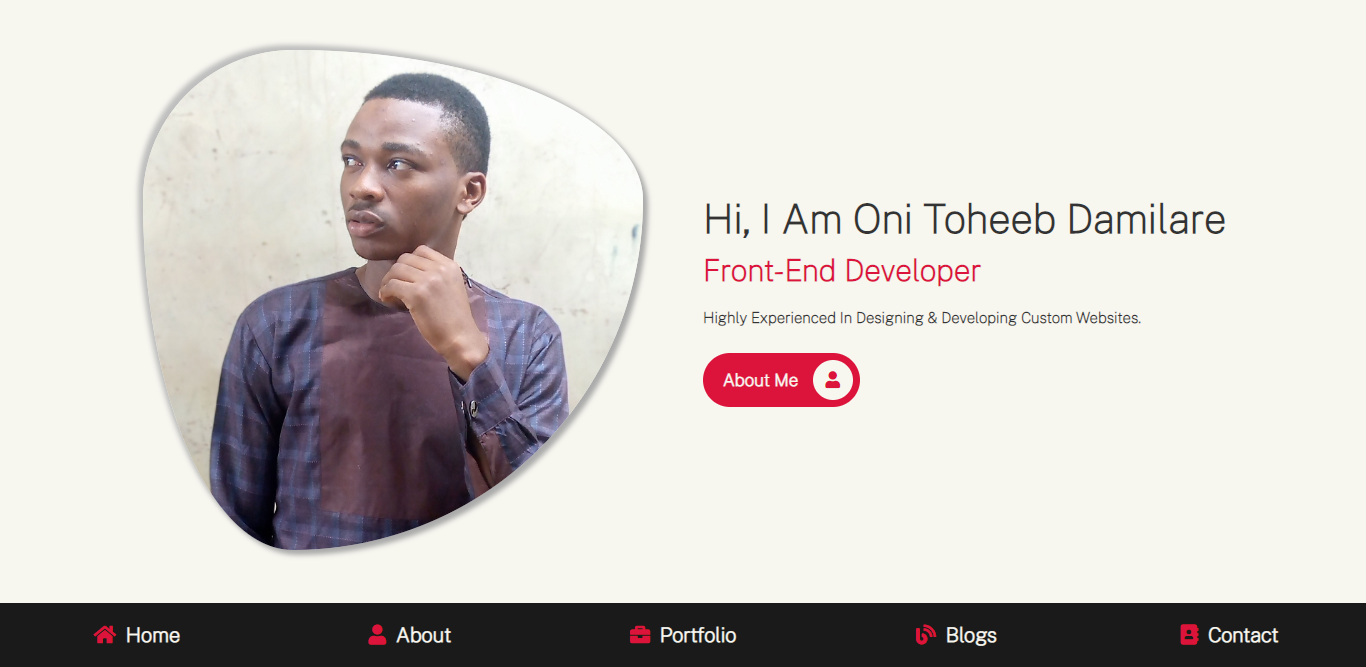 Hi, I Am Oni Toheeb Damilare
Front-End Developer
Highly Experienced In Designing & Developing Custom Websites.
About Me
Home
About
Portfolio
Blogs
Contact